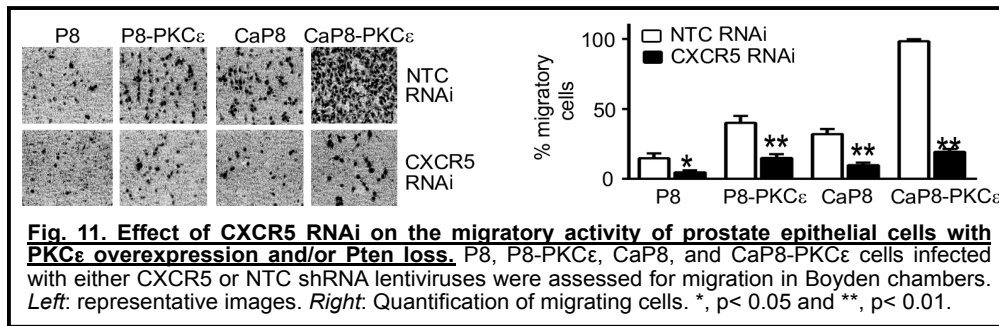 P8 P8-PKCε CaP8 CaP8-PKCε
NTC
RNAi
CXCR5
RNAi
NTC RNAi
CXCR5 RNAi
% migratory
cells
100
50
0
* ** ** **
P8 P8-PKCε CaP8 CaP8-PKCε
Fig. 11. Effect of CXCR5 RNAi on the migratory activity of prostate epithelial cells with
PKCε overexpression and/or Pten loss. P8, P8-PKCε, CaP8, and CaP8-PKCε cells infected
with either CXCR5 or NTC shRNA lentiviruses were assessed for migration in Boyden chambers.
Left: representative images. Right: Quantification of migrating cells. *, p< 0.05 and **, p< 0.01.